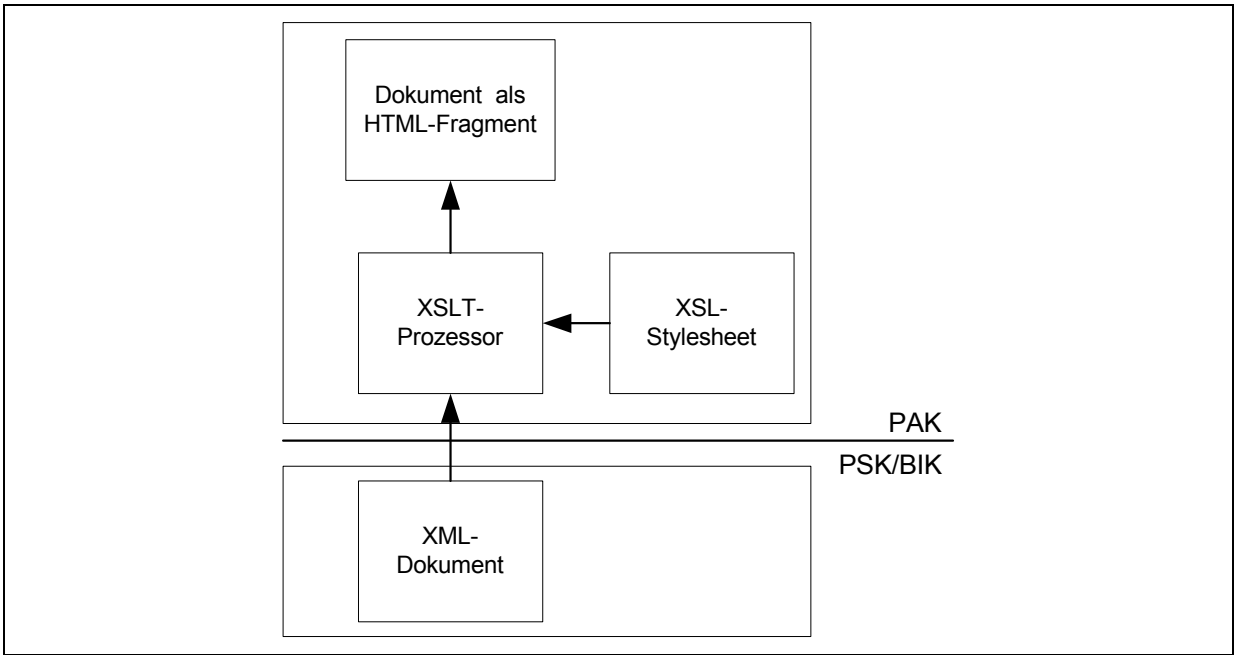 Dokument als
HTML-Fragment
XSLT-
Prozessor
XSL-
Stylesheet
PAK
PSK/BIK
XML-
Dokument